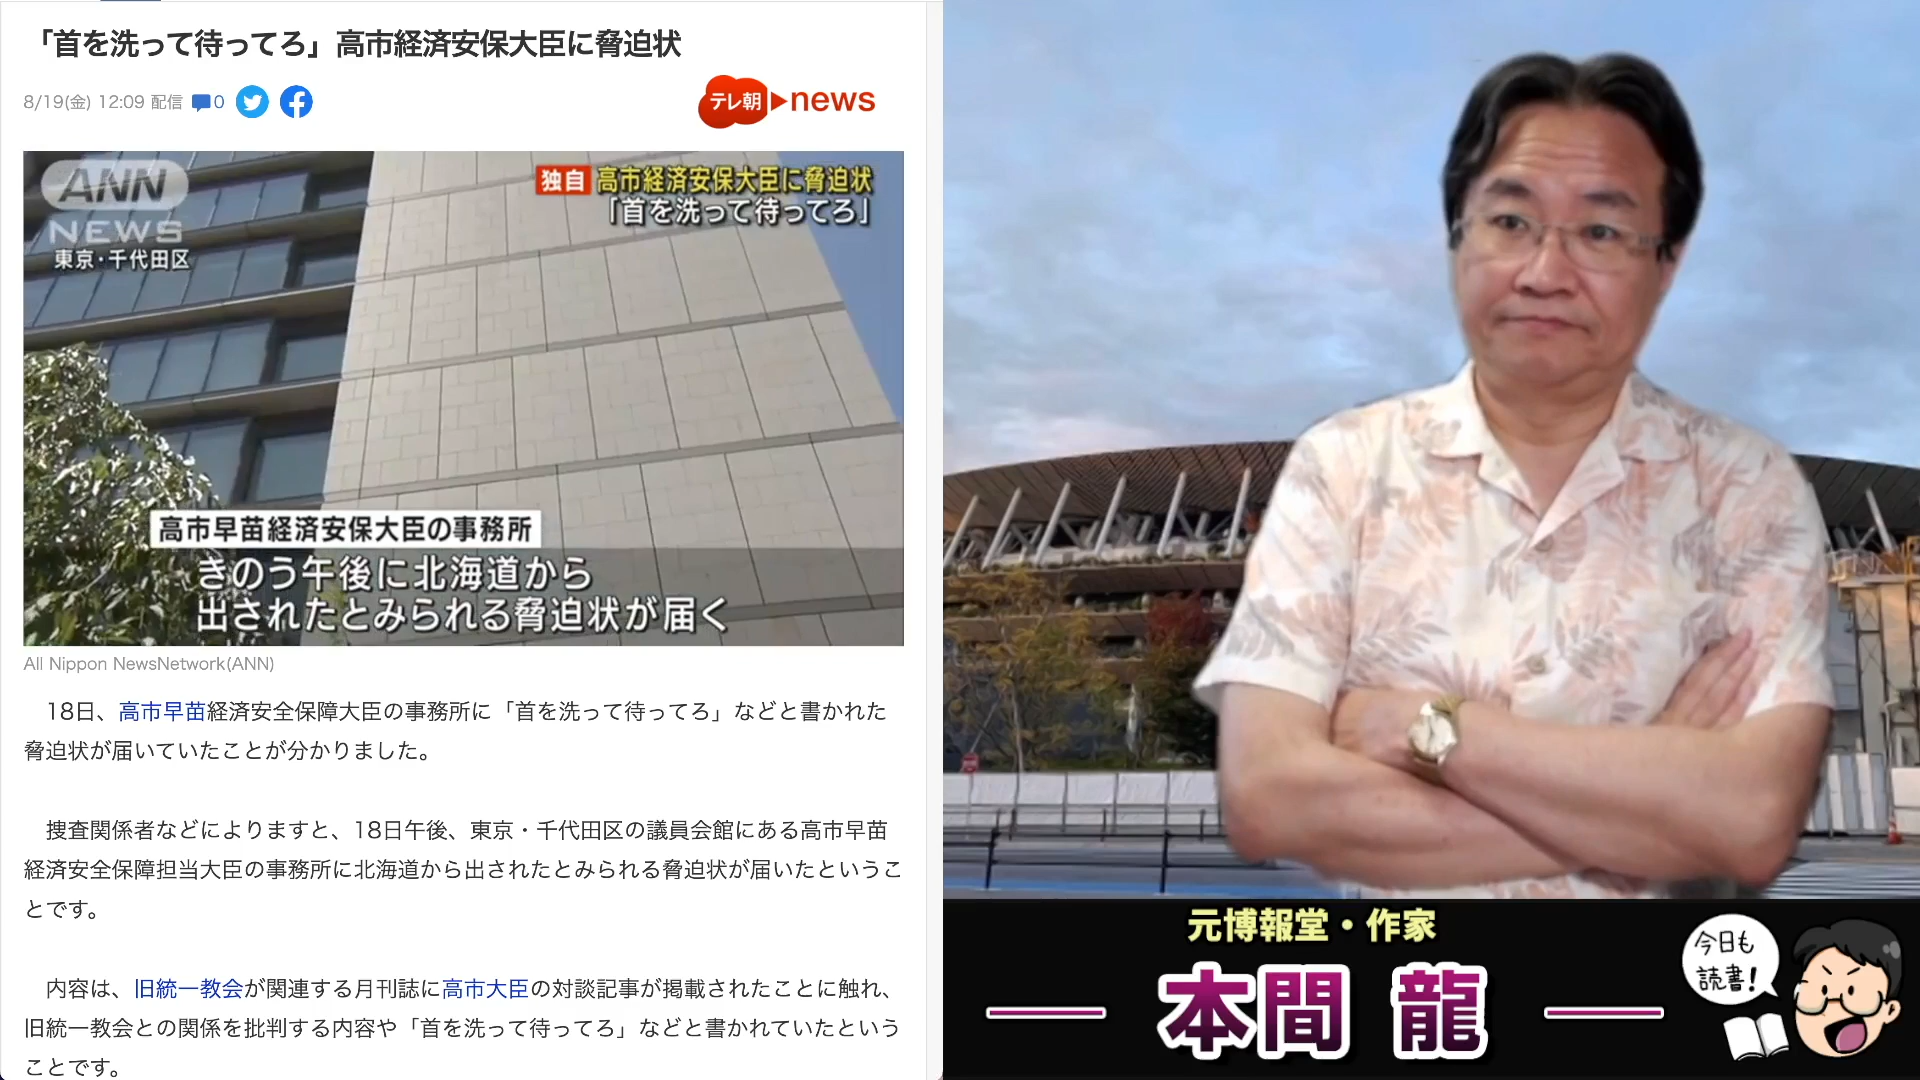 「首を洗って待ってろ」高市経済安保大臣に脅迫状
8/19(金) 12:09 配信 0
テレ朝 news
ANN
NEWS
東京・千代田区
独自 高市経済安保大臣に脅迫状
「首を洗って待ってろ」
高市早苗経済安保大臣の事務所
きのう午後に北海道から
出されたとみられる脅迫状が届く
All Nippon NewsNetwork(ANN)
18日、高市早苗経済安全保障大臣の事務所に「首を洗って待ってろ」などと書かれた
脅迫状が届いていたことが分かりました。
捜査関係者などによりますと、18日午後、東京・千代田区の議員会館にある高市早苗
経済安全保障担当大臣の事務所に北海道から出されたとみられる脅迫状が届いたというこ
とです。
内容は、旧統一教会が関連する月刊誌に高市大臣の対談記事が掲載されたことに触れ、
旧統一教会との関係を批判する内容や「首を洗って待ってろ」などと書かれていたという
ことです。
元博報堂・作家
本間 龍
今日も
読書!